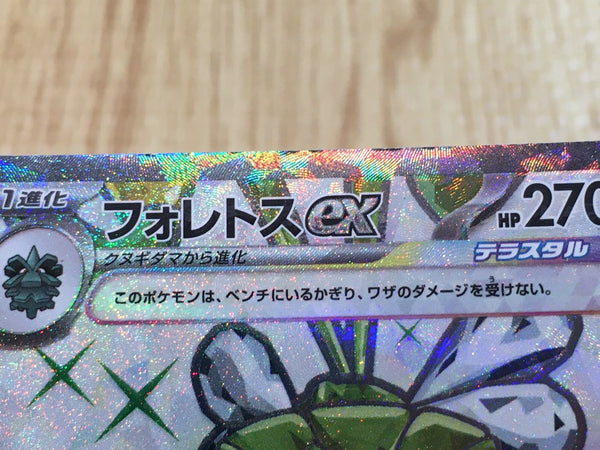 1進化
フォレトスex
HP 270
クヌギダマから進化
テラスタル
このポケモンは、ベンチにいるかぎり、ワザのダメージを受けない。